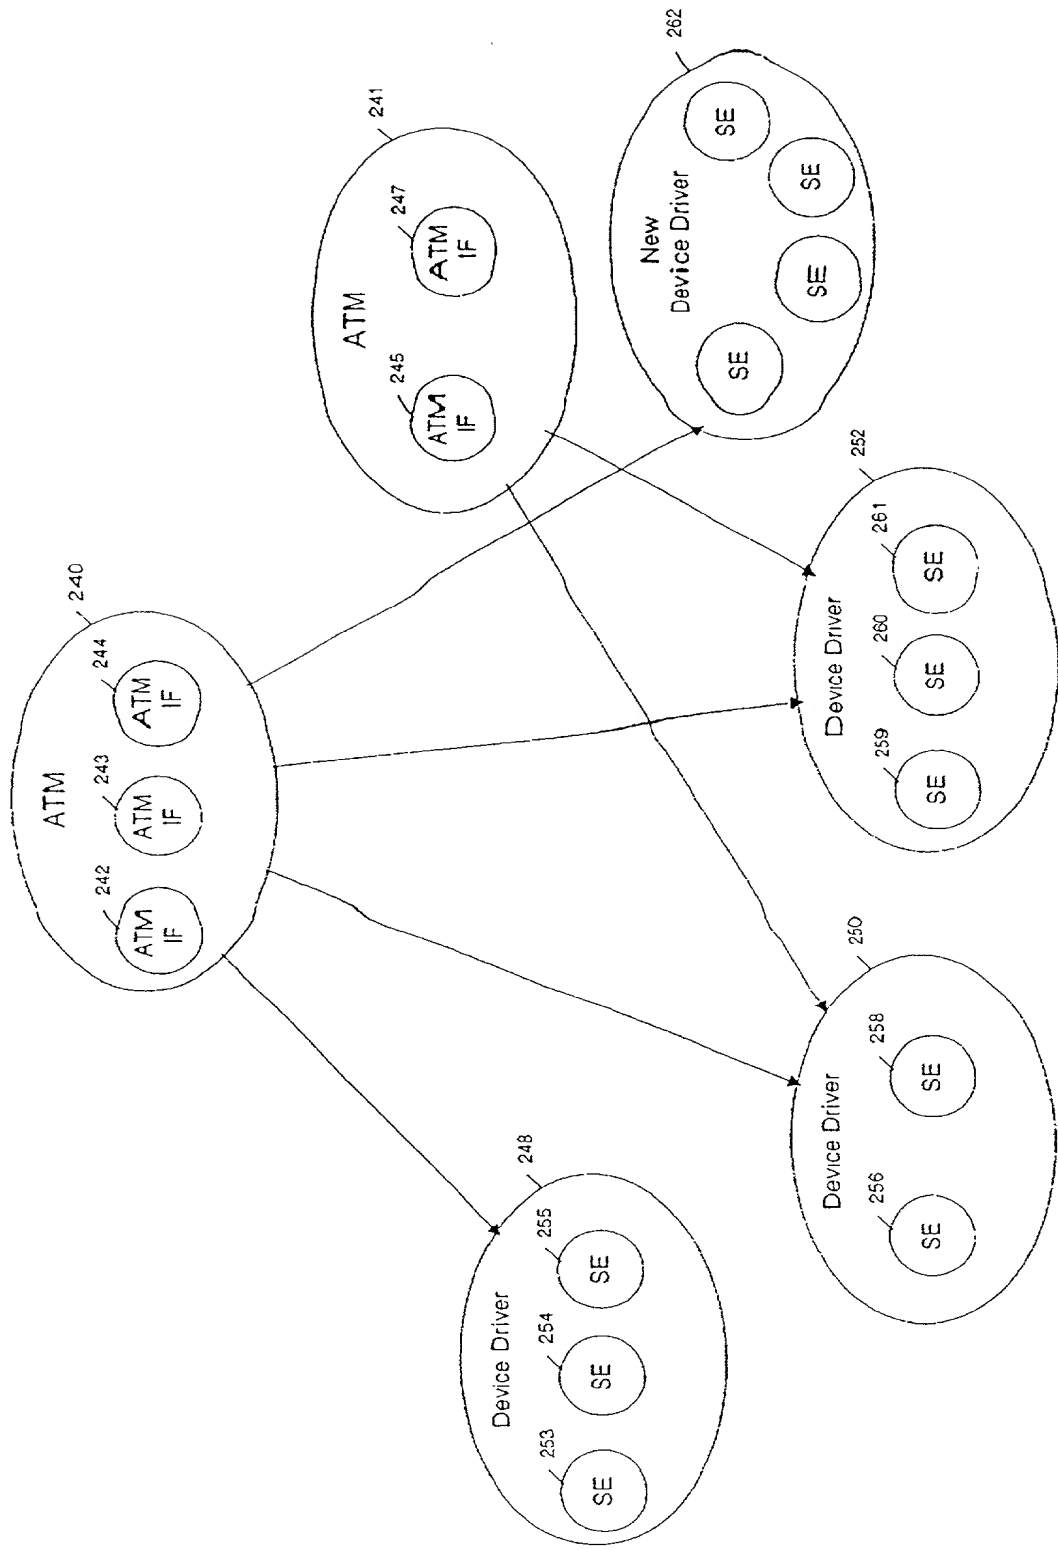 240
ATM
242
243
244
ATM
IF
ATM
IF
ATM
IF
241
ATM
245
247
ATM
IF
ATM
IF
248
Device Driver
253
254
255
SE
SE
SE
262
New
Device Driver
SE
SE
SE
SE
250
Device Driver
256
258
SE
SE
252
Device Driver
259
260
261
SE
SE
SE